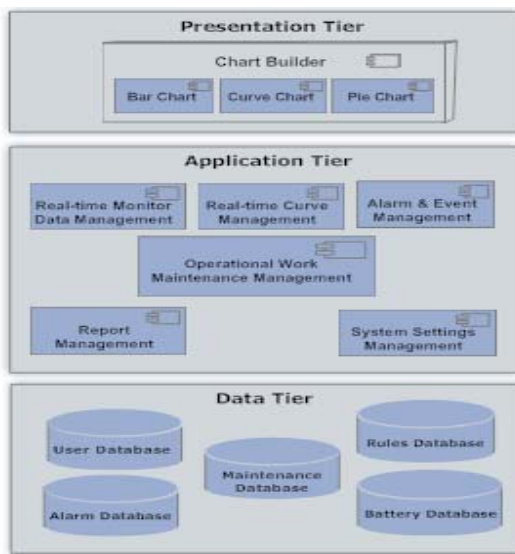 Presentation Tier
Chart Builder
Bar Chart
Curve Chart
Pie Chart
Application Tier
Real-time Monitor
Data Management
Real-time Curve
Management
Alarm & Event
Management
Operational Work
Maintenance Management
Report
Management
System Settings
Management
Data Tier
User Database
Rules Database
Maintenance
Database
Alarm Database
Battery Database